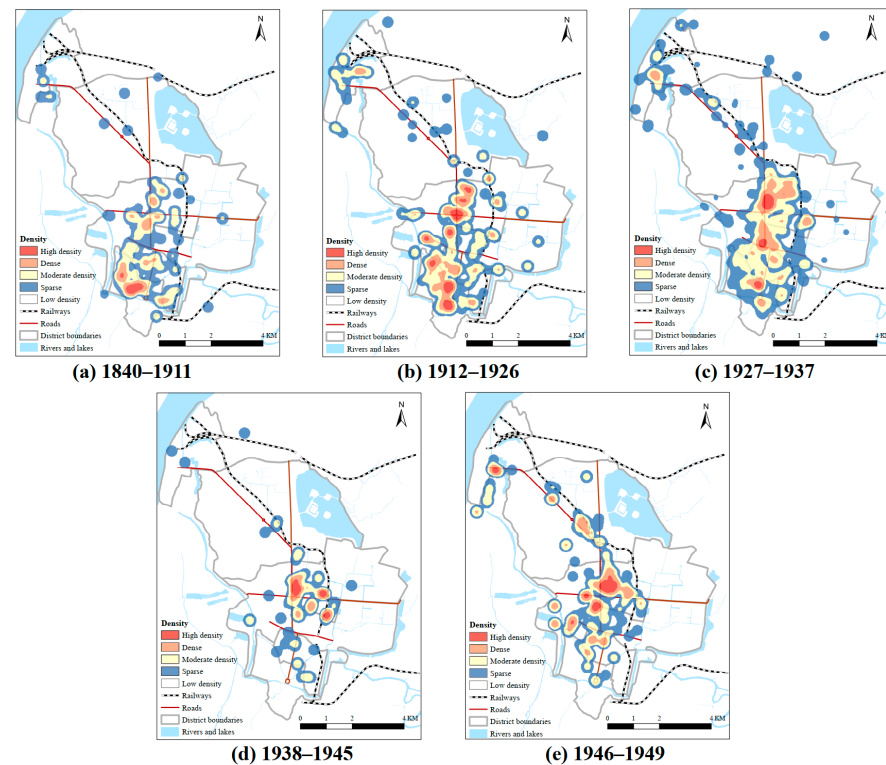 N
Density
High density
Dense
Moderate density
Sparse
Low density
Railways
Roads
District boundaries
Rivers and lakes
0 1 2 4 KM
(a) 1840–1911
N
Density
High density
Dense
Moderate density
Sparse
Low density
Railways
Roads
District boundaries
Rivers and lakes
0 1 2 4 KM
(b) 1912–1926
N
Density
High density
Dense
Moderate density
Sparse
Low density
Railways
Roads
District boundaries
Rivers and lakes
0 1 2 4 KM
(c) 1927–1937
N
Density
High density
Dense
Moderate density
Sparse
Low density
Railways
Roads
District boundaries
Rivers and lakes
0 1 2 4 KM
(d) 1938–1945
N
Density
High density
Dense
Moderate density
Sparse
Low density
Railways
Roads
District boundaries
Rivers and lakes
0 1 2 4 KM
(e) 1946–1949